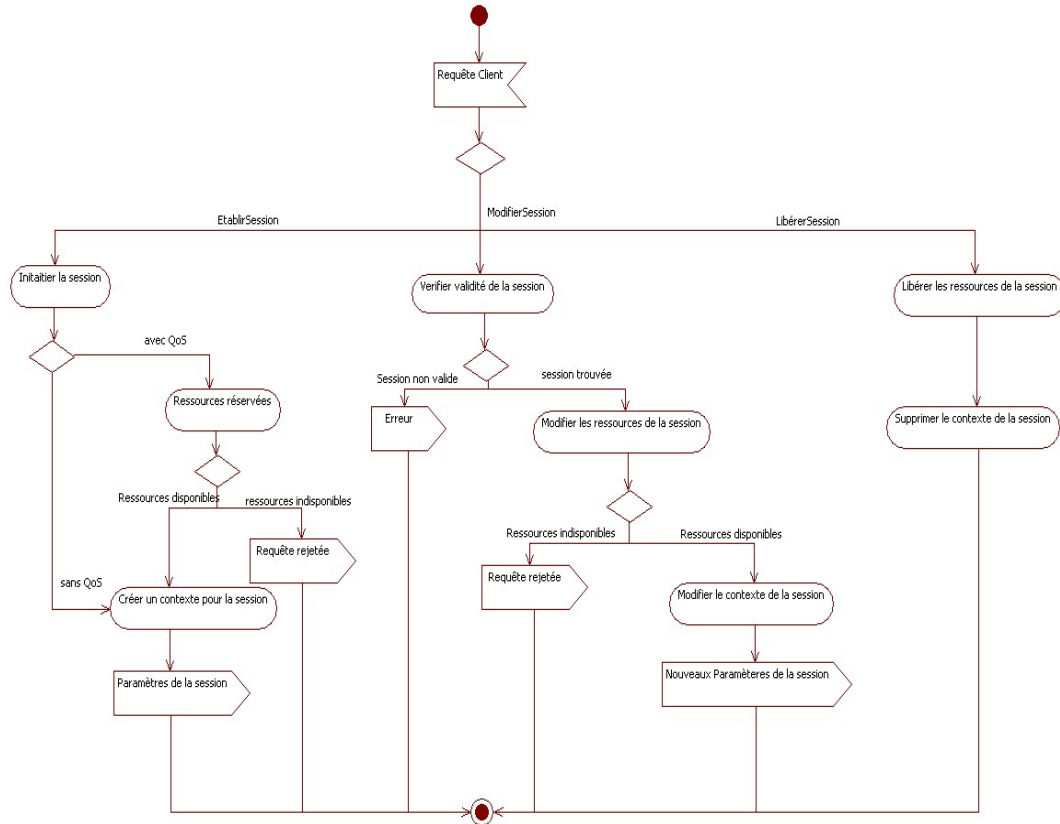 Requête Client
EtablirSession
ModifierSession
LibérerSession
Initaitier la session
Verifier validité de la session
Libérer les ressources de la session
avec QoS
Session non valide
session trouvée
Ressources réservées
Erreur
Modifier les ressources de la session
Supprimer le contexte de la session
Ressources disponibles
ressources indisponibles
Ressources indisponibles
Ressources disponibles
Requête rejetée
Requête rejetée
sans QoS
Créer un contexte pour la session
Modifier le contexte de la session
Paramètres de la session
Nouveaux Paramèteres de la session